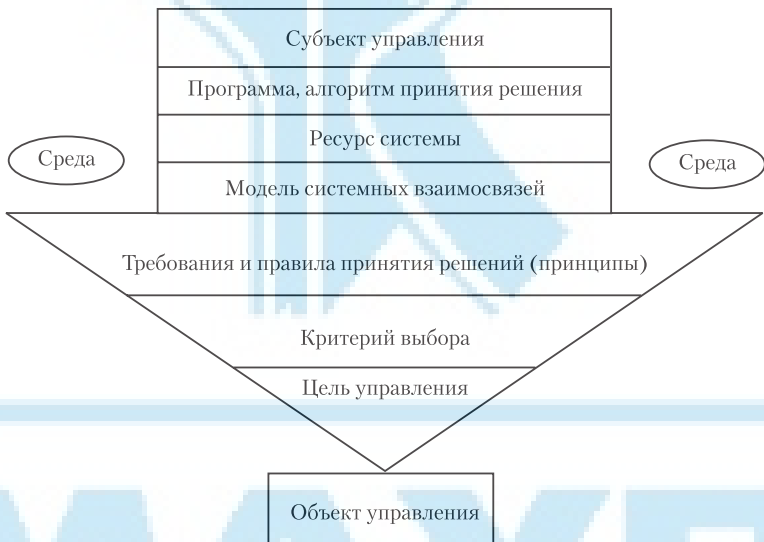 Субъект управления
Программа, алгоритм принятия решения
Ресурс системы
Среда
Среда
Модель системных взаимосвязей
Требования и правила принятия решений (принципы)
Критерий выбора
Цель управления
Объект управления